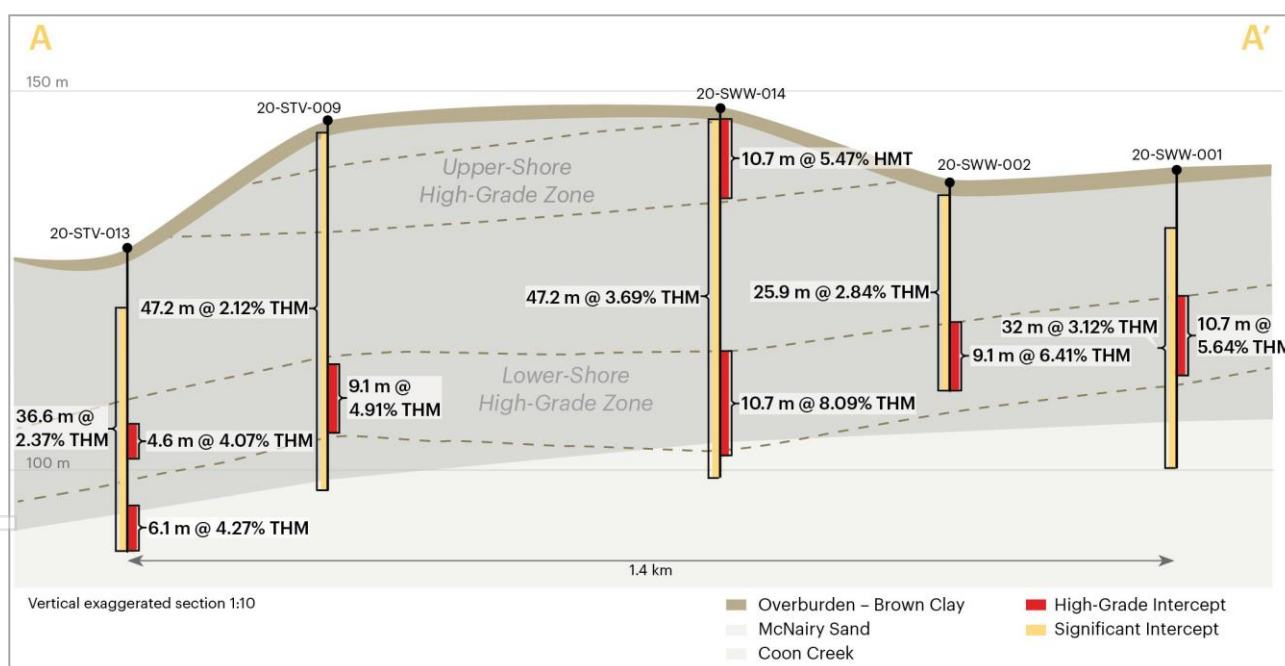 A
A'
150 m
20-STV-009
20-SWW-014
20-SWW-002
20-SWW-001
20-STV-013
Upper-Shore
High-Grade Zone
10.7 m @ 5.47% HMT
47.2 m @ 2.12% THM
47.2 m @ 3.69% THM
25.9 m @ 2.84% THM
32 m @ 3.12% THM
10.7 m @
5.64% THM
9.1 m @ 6.41% THM
Lower-Shore
High-Grade Zone
9.1 m @
4.91% THM
10.7 m @ 8.09% THM
36.6 m @
2.37% THM
4.6 m @ 4.07% THM
100 m
6.1 m @ 4.27% THM
1.4 km
Vertical exaggerated section 1:10
Overburden – Brown Clay
McNairy Sand
Coon Creek
High-Grade Intercept
Significant Intercept